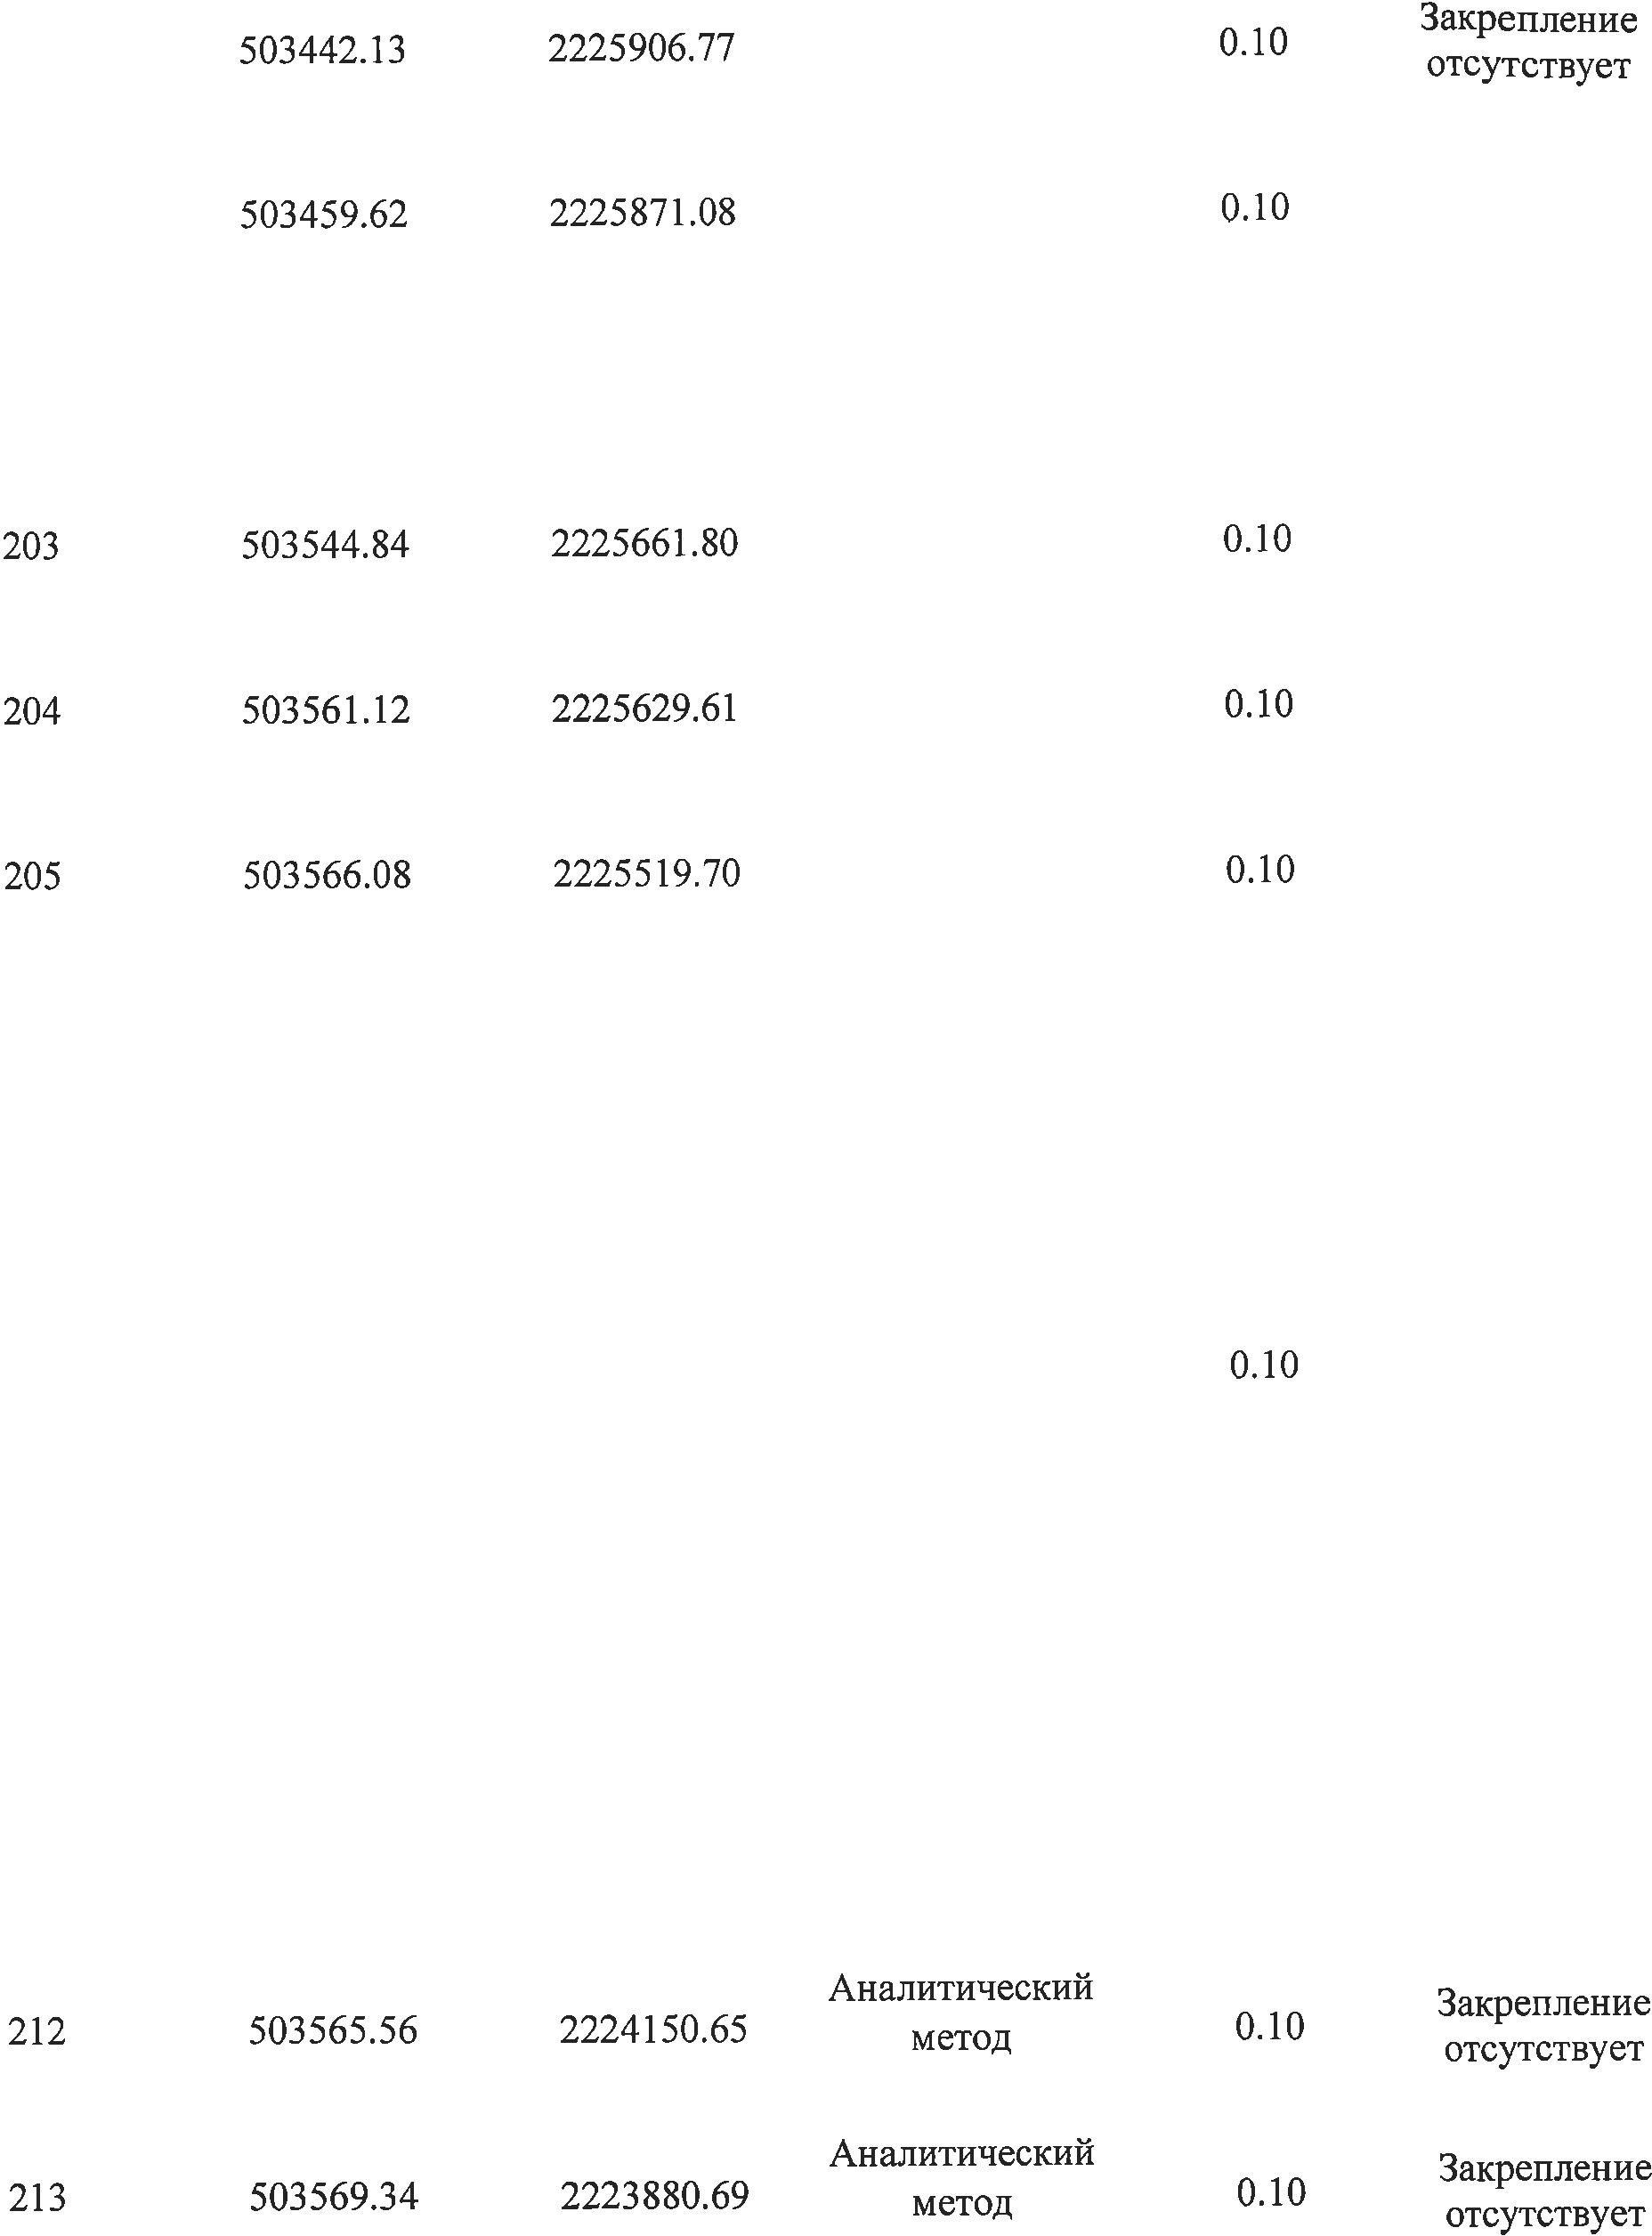 503442.13 2225906.77 0.10 Закрепление
отсутствует
503459.62 2225871.08 0.10
203 503544.84 2225661.80 0.10
204 503561.12 2225629.61 0.10
205 503566.08 2225519.70 0.10
0.10
Аналитический Закрепление
212 503565.56 2224150.65 метод 0.10 отсутствует
Аналитический Закрепление
213 503569.34 2223880.69 метод 0.10 отсутствует